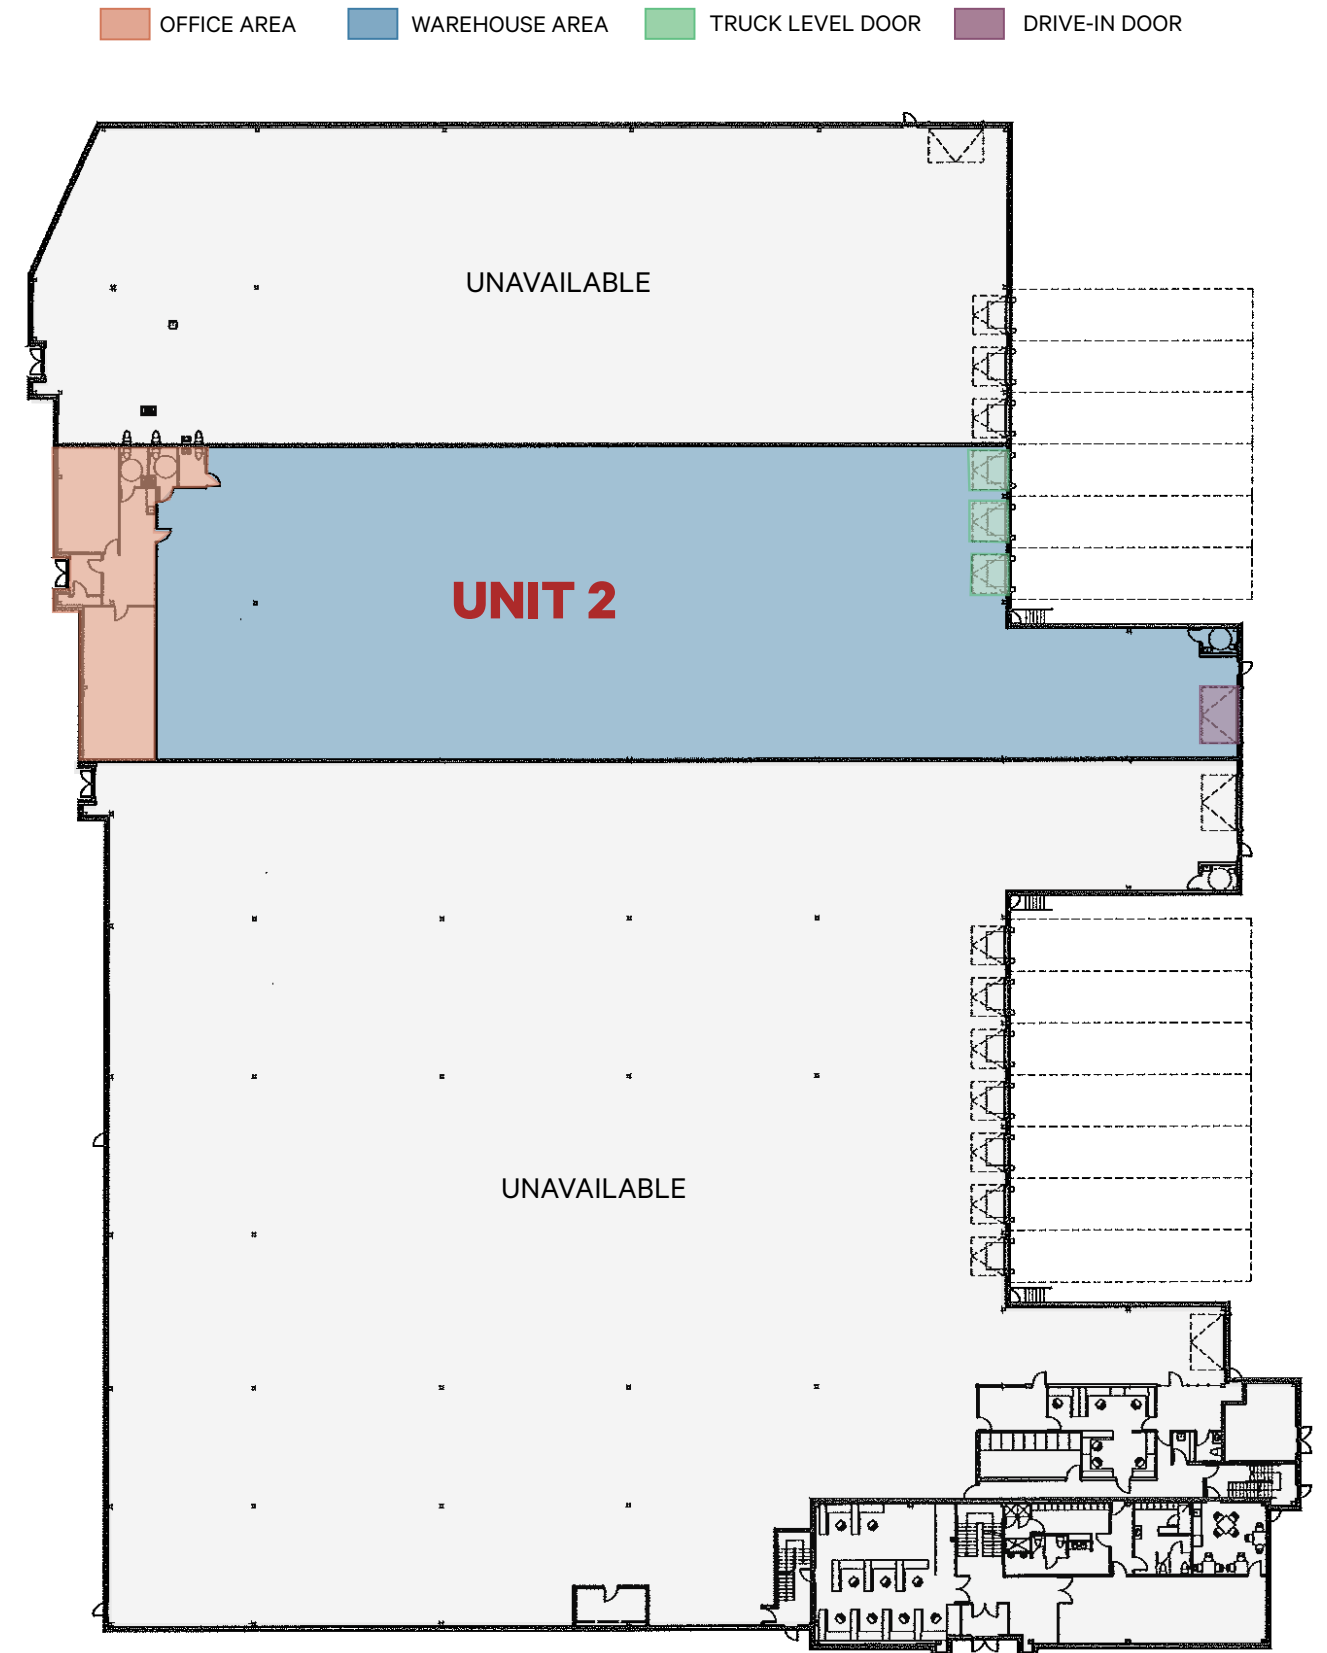 OFFICE AREA
WAREHOUSE AREA
TRUCK LEVEL DOOR
DRIVE-IN DOOR
UNAVAILABLE
UNIT 2
UNAVAILABLE